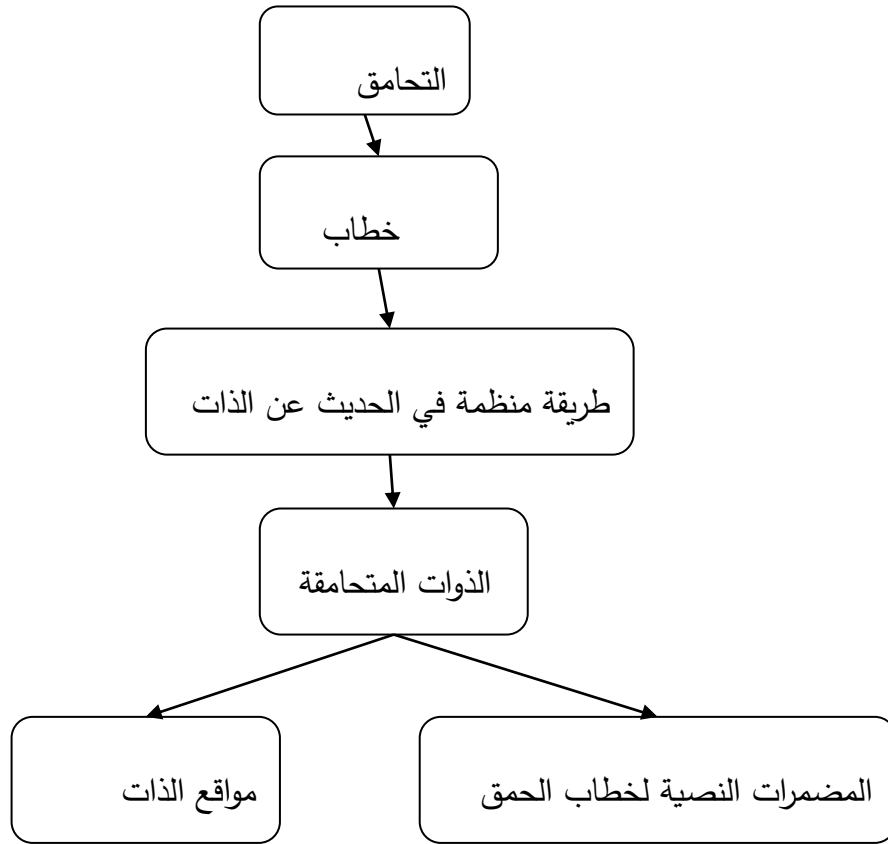 التحامق
خطاب
طريقة منظمة في الحديث عن الذات
الذوات المتحامقة
المضمرات النصية لخطاب الحمق
مواقع الذات